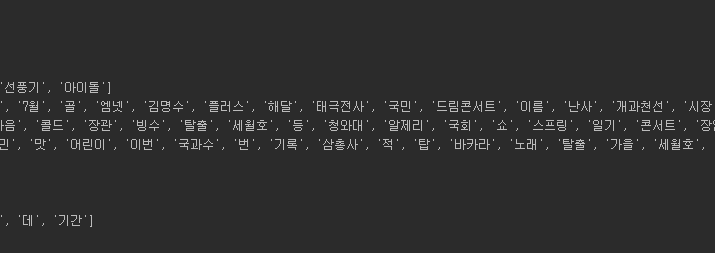 '선풍기', '아이돌']
', '7월', '골', '엠넷', '김명수', '플러스', '해달', '태극전사', '국민', '드림콘서트', '이름', '난사', '개과천선', '시장
마음', '콜드', '장관', '빙수', '탈출', '세월호', '등', '청와대', '알제리', '국회', '쇼', '스프링', '일기', '콘서트',
민', '맛', '어린이', '이번', '국과수', '번', '기록', '삼총사', '적', '탑', '바카라', '노래', '탈출', '가을', '세월호',
', '데', '기간']